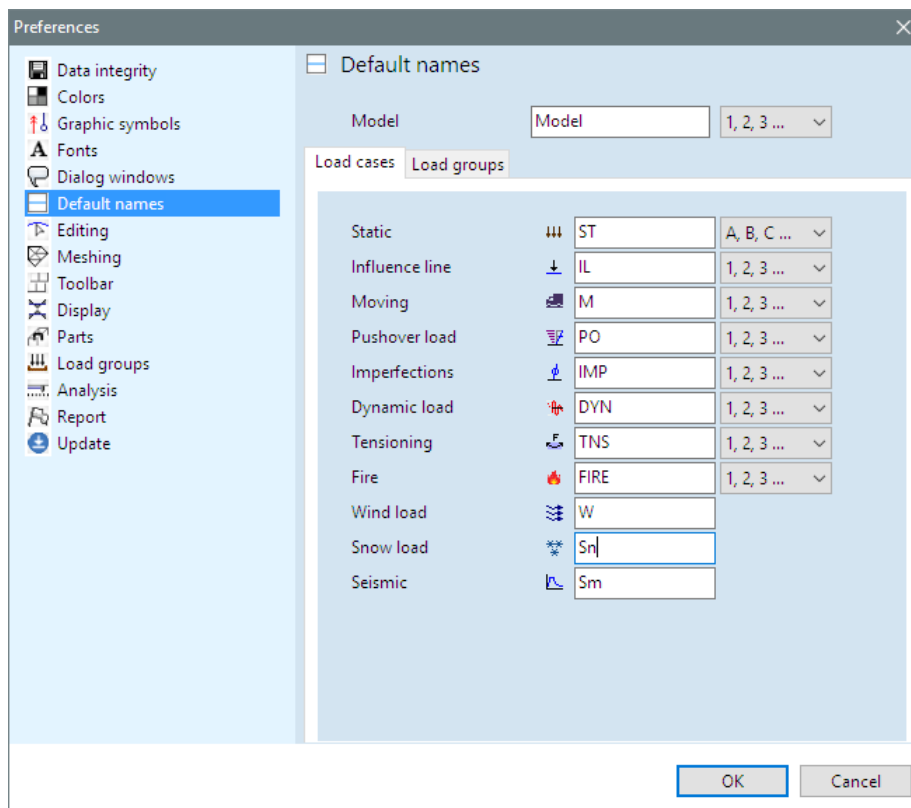 Preferences
Data integrity
Colors
Graphic symbols
Fonts
Dialog windows
Default names
Editing
Meshing
Toolbar
Display
Parts
Load groups
Analysis
Report
Update
Default names
Model Model 1, 2, 3 ...
Load cases Load groups
Static ST A, B, C ...
Influence line IL 1, 2, 3 ...
Moving M 1, 2, 3 ...
Pushover load PO 1, 2, 3 ...
Imperfections IMP 1, 2, 3 ...
Dynamic load DYN 1, 2, 3 ...
Tensioning TNS 1, 2, 3 ...
Fire FIRE 1, 2, 3 ...
Wind load W
Snow load Sn
Seismic Sm
OK Cancel